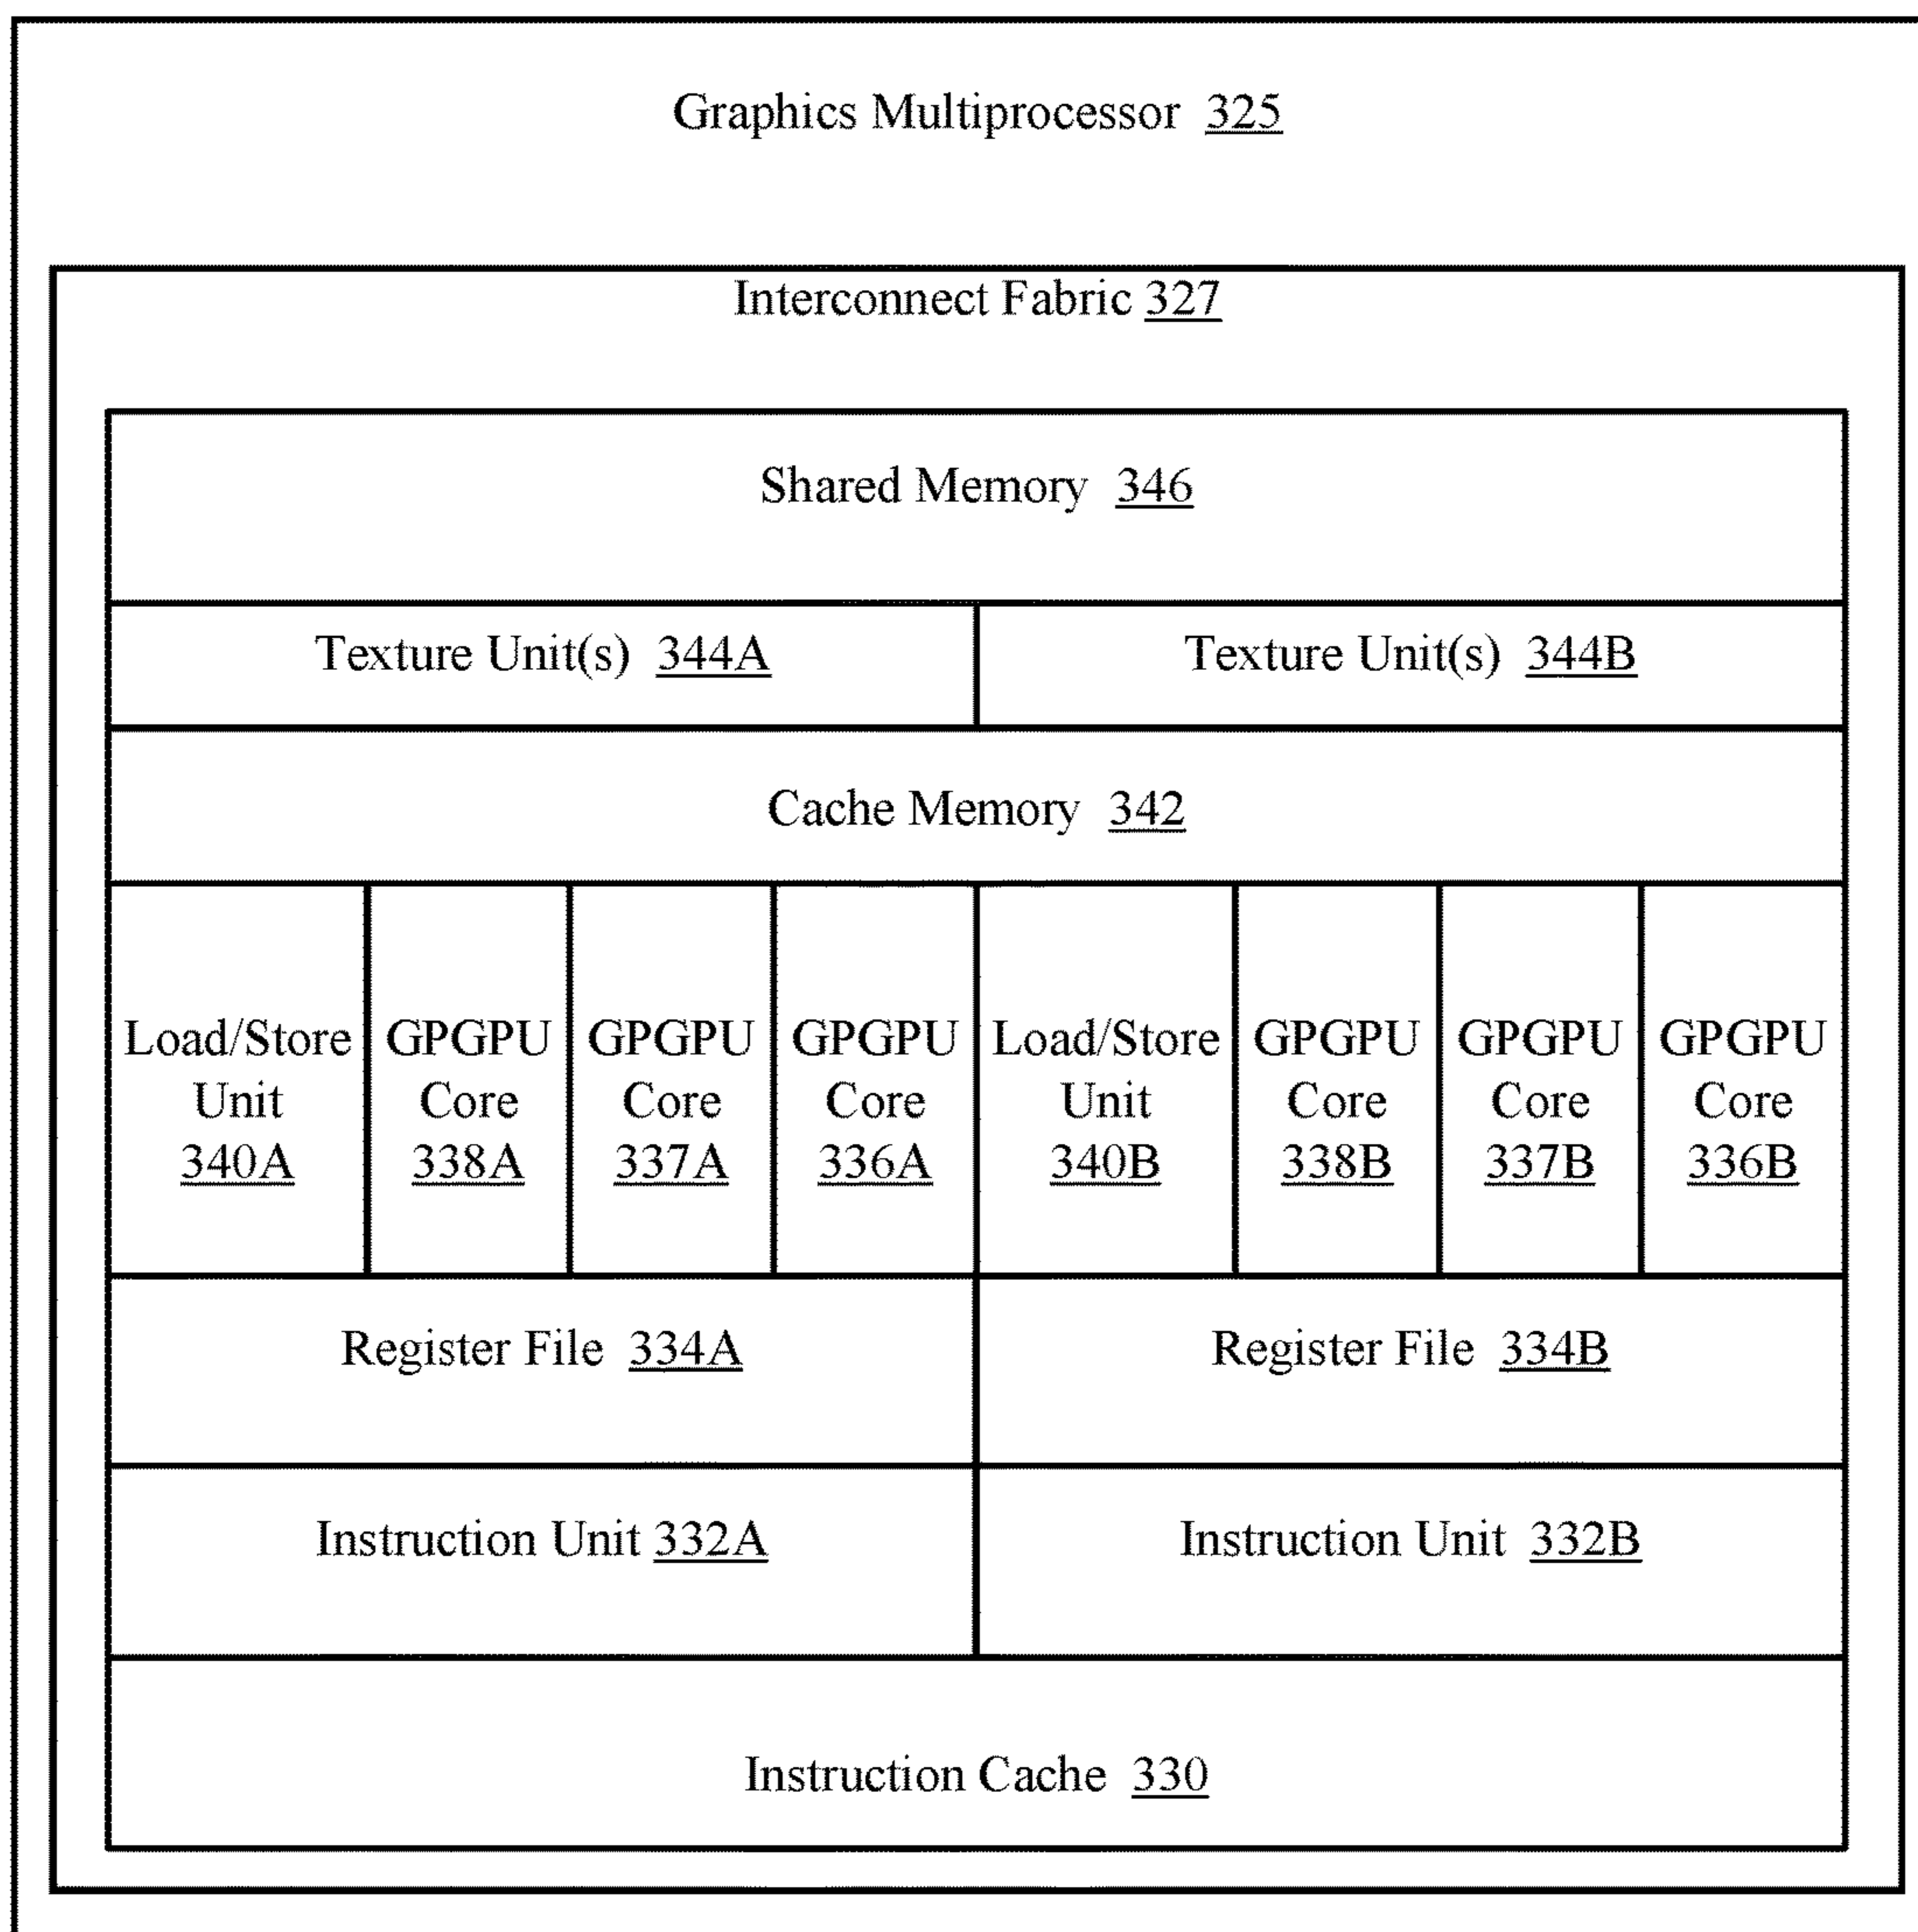 Graphics Multiprocessor 325
Interconnect Fabric 327
Shared Memory 346
Texture Unit(s) 344A
Texture Unit(s) 344B
Cache Memory 342
Load/Store
Unit
340A
GPGPU
Core
338A
GPGPU
Core
337A
GPGPU
Core
336A
Load/Store
Unit
340B
GPGPU
Core
338B
GPGPU
Core
337B
GPGPU
Core
336B
Register File 334A
Register File 334B
Instruction Unit 332A
Instruction Unit 332B
Instruction Cache 330